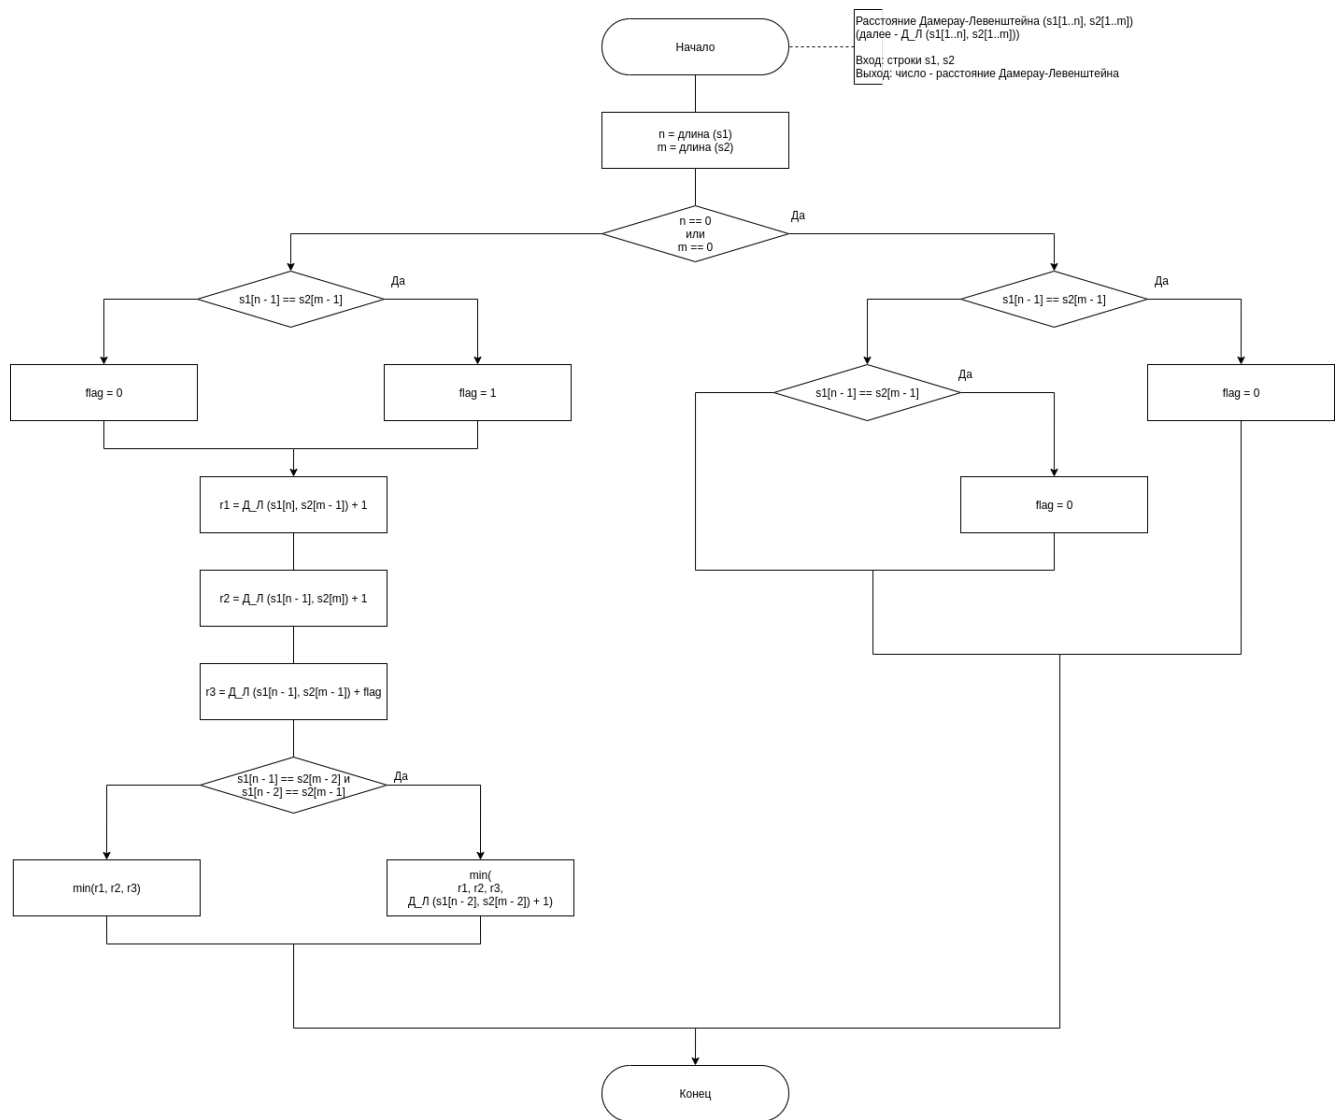 Начало
Расстояние Дамерау-Левенштейна (s1[1..n], s2[1..m])
(далее - Д_Л (s1[1..n], s2[1..m]))
Вход: строки s1, s2
Выход: число - расстояние Дамерау-Левенштейна
n = длина (s1)
m = длина (s2)
n == 0
или
m == 0
Да
s1[n - 1] == s2[m - 1]
Да
s1[n - 1] == s2[m - 1]
Да
flag = 0
flag = 1
s1[n - 1] == s2[m - 1]
Да
flag = 0
r1 = Д_Л (s1[n], s2[m - 1]) + 1
flag = 0
r2 = Д_Л (s1[n - 1], s2[m]) + 1
r3 = Д_Л (s1[n - 1], s2[m - 1]) + flag
s1[n - 1] == s2[m - 2] и
s1[n - 2] == s2[m - 1]
Да
min(r1, r2, r3)
min(
r1, r2, r3,
Д_Л (s1[n - 2], s2[m - 2]) + 1)
Конец